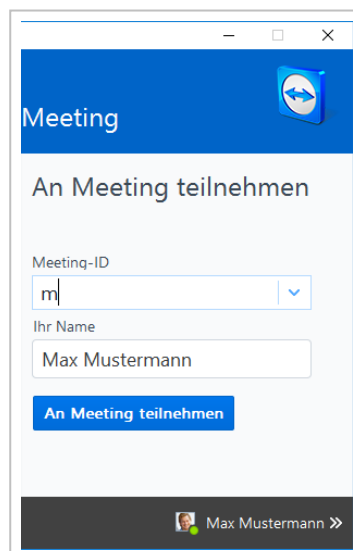 Meeting
An Meeting teilnehmen
Meeting-ID
m
Ihr Name
Max Mustermann
An Meeting teilnehmen
Max Mustermann »